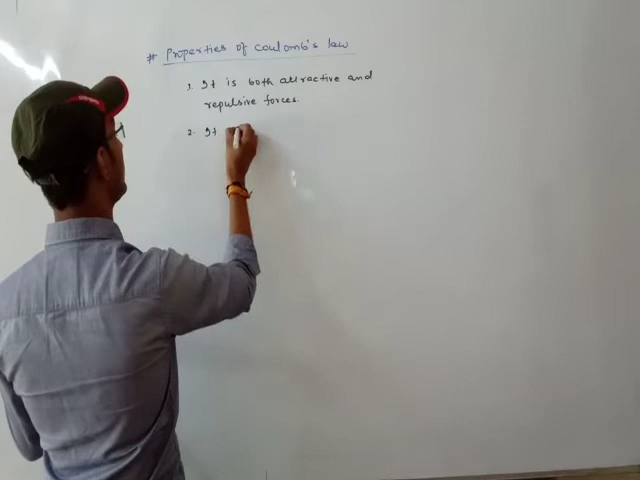 # Properties of Coulomb's law
1. It is both attractive and
repulsive forces.
2. It